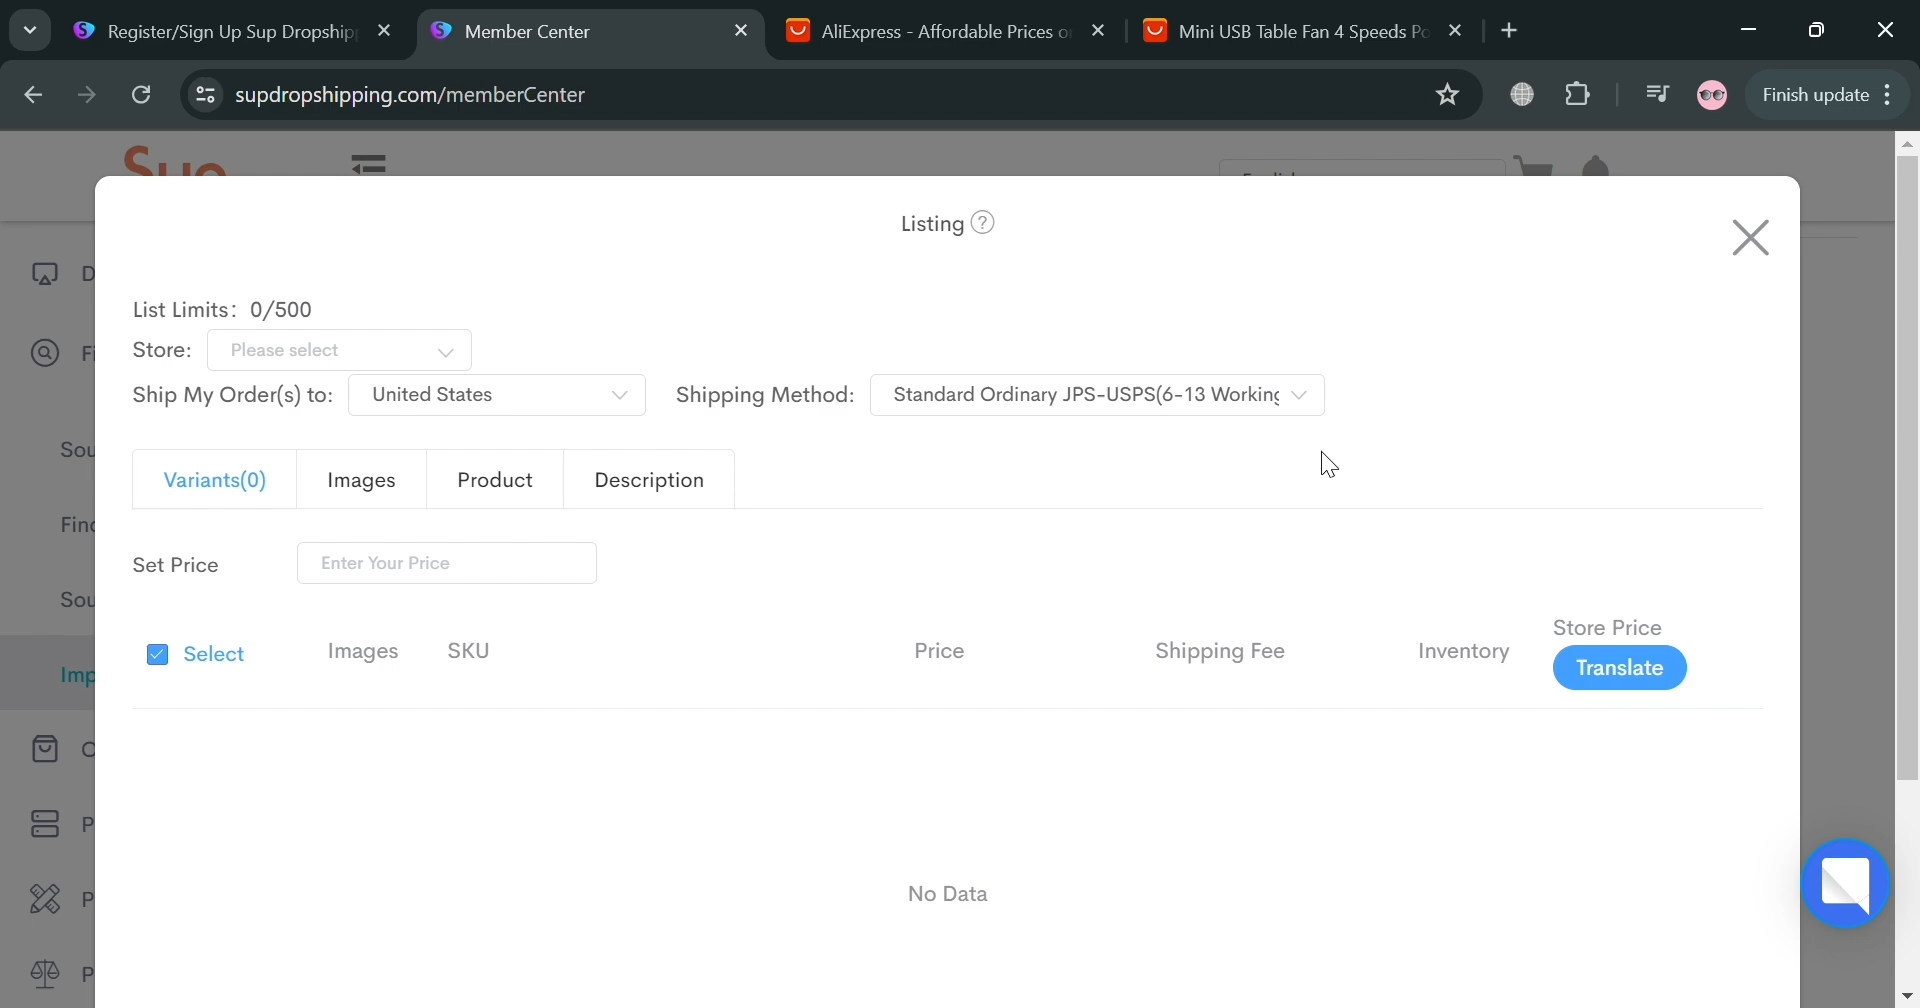 Register/Sign Up Sup Dropship
Member Center
AliExpress - Affordable Prices o
Mini USB Table Fan 4 Speeds Po
supdropshipping.com/memberCenter
Finish update
Listing ?
List Limits: 0/500
Store: Please select
Ship My Order(s) to: United States Shipping Method: Standard Ordinary JPS-USPS(6-13 Working
Variants(0) Images Product Description
Set Price Enter Your Price
Store Price
Select Images SKU Price Shipping Fee Inventory
Translate
No Data